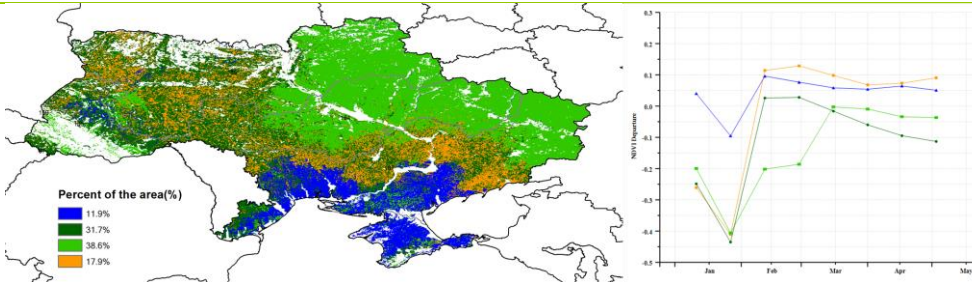 Percent of the area(%)
11.9%
31.7%
38.6%
17.9%
NDVI Departure
0.3
0.2
0.1
0.0
-0.1
-0.2
-0.3
-0.4
-0.5
Jan
Feb
Mar
Apr
May